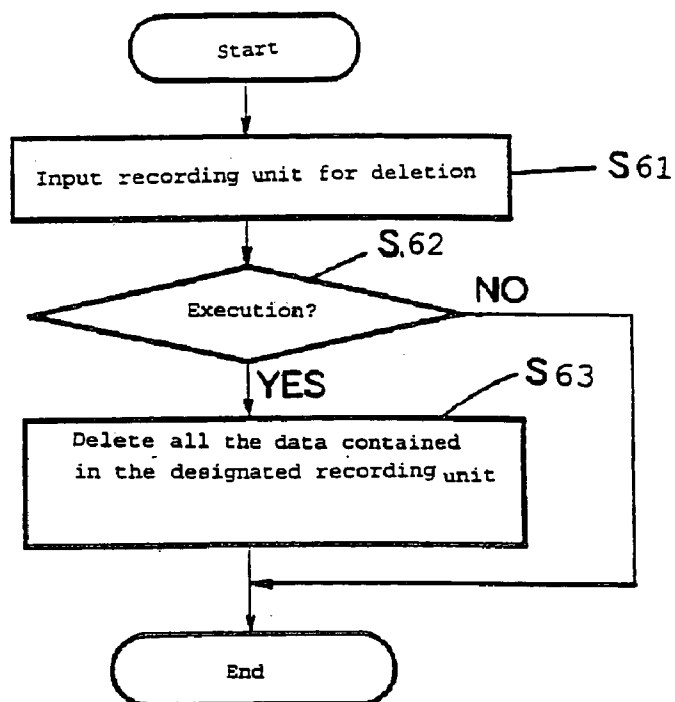 Start
Input recording unit for deletion
S61
S.62
Execution?
NO
YES
S63
Delete all the data contained
in the designated recording unit
End